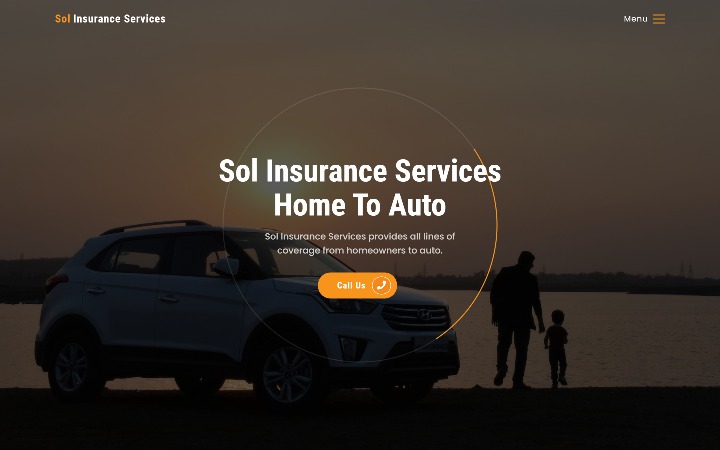 Sol Insurance Services
Menu
Sol Insurance Services
Home To Auto
Sol Insurance Services provides all lines of
coverage from homeowners to auto.
Call Us